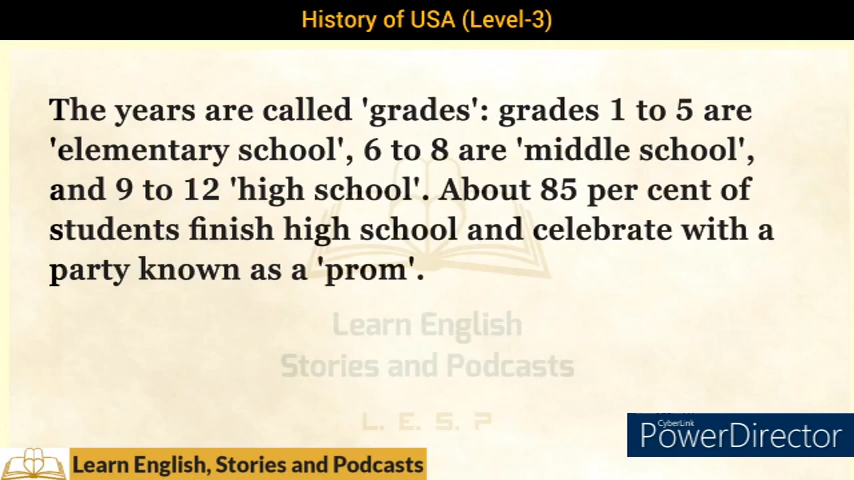 History of USA (Level-3)
The years are called 'grades': grades 1 to 5 are
'elementary school', 6 to 8 are 'middle school',
and 9 to 12 'high school'. About 85 per cent of
students finish high school and celebrate with a
party known as a 'prom'.
Learn English
Stories and Podcasts
L. E. S. P
CyberLink
PowerDirector
Learn English, Stories and Podcasts